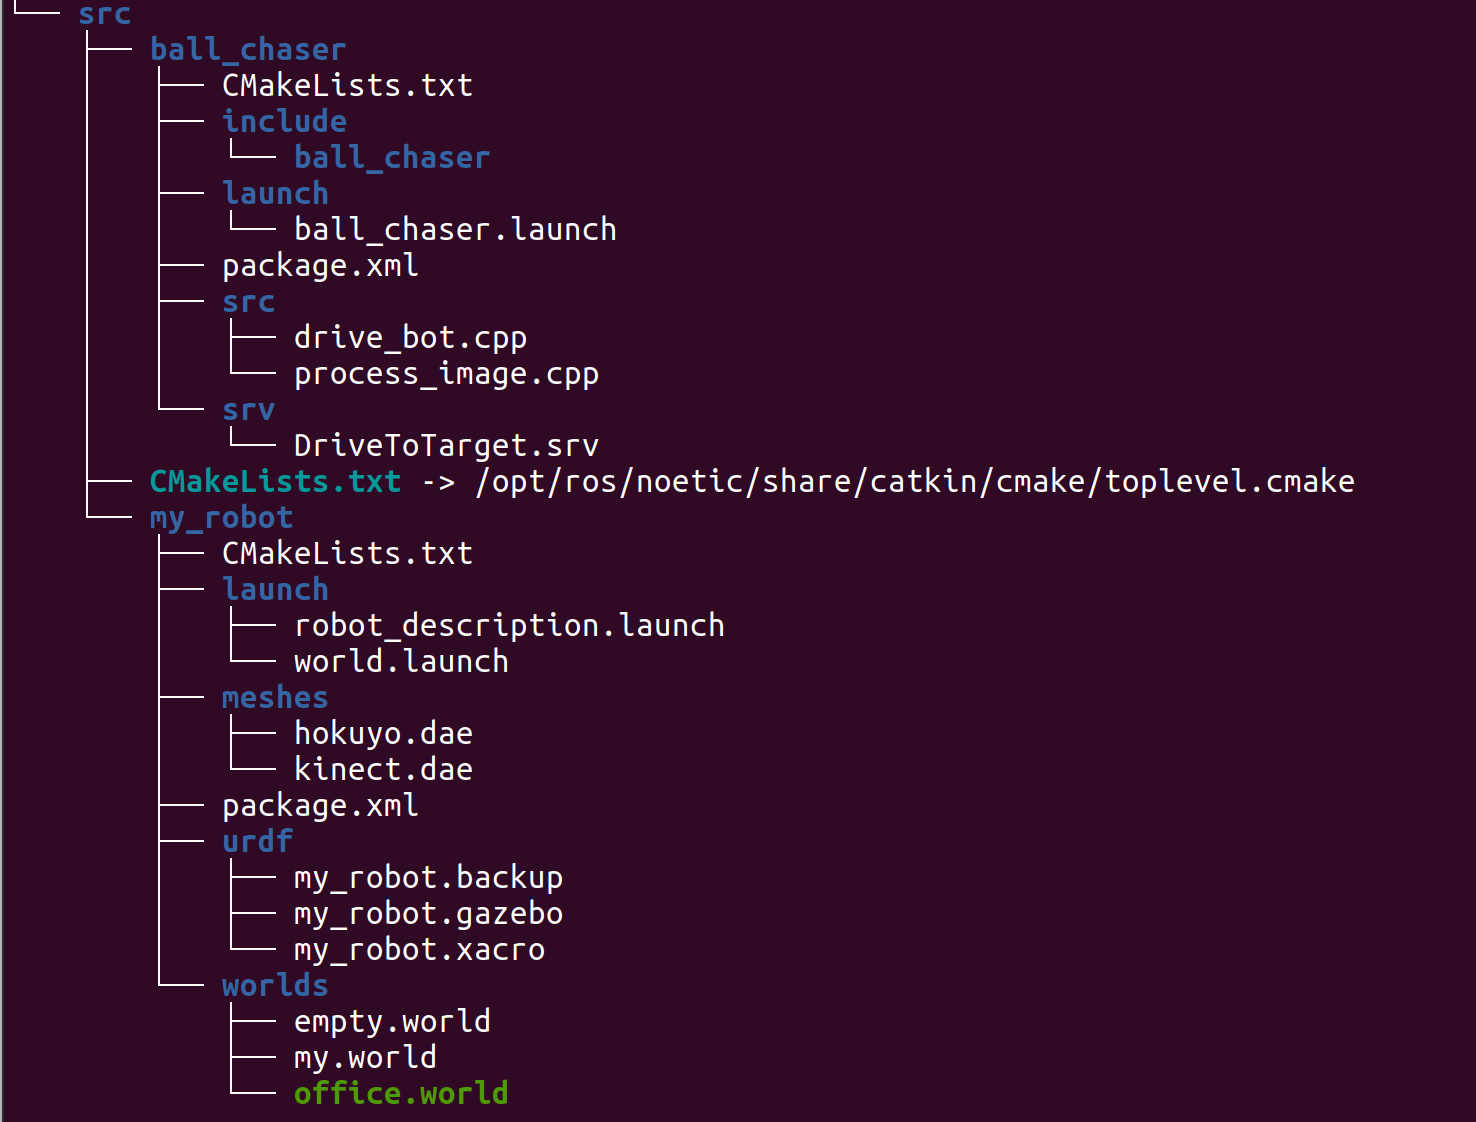 └── src
    ├── ball_chaser
    │   ├── CMakeLists.txt
    │   ├── include
    │   │   └── ball_chaser
    │   ├── launch
    │   │   └── ball_chaser.launch
    │   ├── package.xml
    │   ├── src
    │   │   ├── drive_bot.cpp
    │   │   └── process_image.cpp
    │   └── srv
    │       └── DriveToTarget.srv
    ├── CMakeLists.txt -> /opt/ros/noetic/share/catkin/cmake/toplevel.cmake
    └── my_robot
        ├── CMakeLists.txt
        ├── launch
        │   ├── robot_description.launch
        │   └── world.launch
        ├── meshes
        │   ├── hokuyo.dae
        │   └── kinect.dae
        ├── package.xml
        ├── urdf
        │   ├── my_robot.backup
        │   ├── my_robot.gazebo
        │   └── my_robot.xacro
        └── worlds
            ├── empty.world
            ├── my.world
            └── office.world